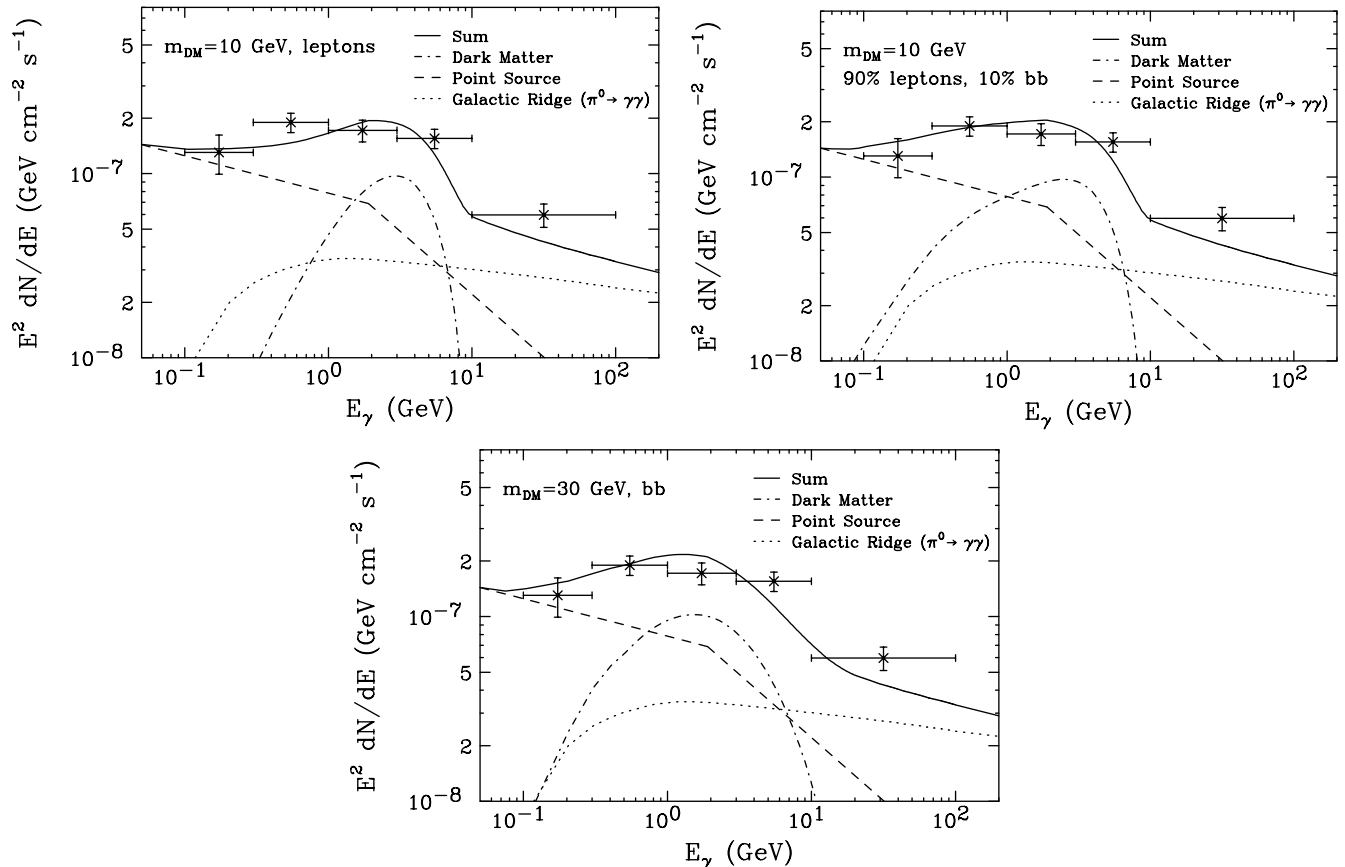 m_DM=10 GeV, leptons
Sum
Dark Matter
Point Source
Galactic Ridge (π⁰→ γγ)
E² dN/dE (GeV cm⁻² s⁻¹)
5
2
10⁻⁷
5
2
10⁻⁸
10⁻¹ 10⁰ 10¹ 10²
E_γ (GeV)
m_DM=10 GeV
90% leptons, 10% bb
Sum
Dark Matter
Point Source
Galactic Ridge (π⁰→ γγ)
E² dN/dE (GeV cm⁻² s⁻¹)
5
2
10⁻⁷
5
2
10⁻⁸
10⁻¹ 10⁰ 10¹ 10²
E_γ (GeV)
m_DM=30 GeV, bb
Sum
Dark Matter
Point Source
Galactic Ridge (π⁰→ γγ)
E² dN/dE (GeV cm⁻² s⁻¹)
5
2
10⁻⁷
5
2
10⁻⁸
10⁻¹ 10⁰ 10¹ 10²
E_γ (GeV)